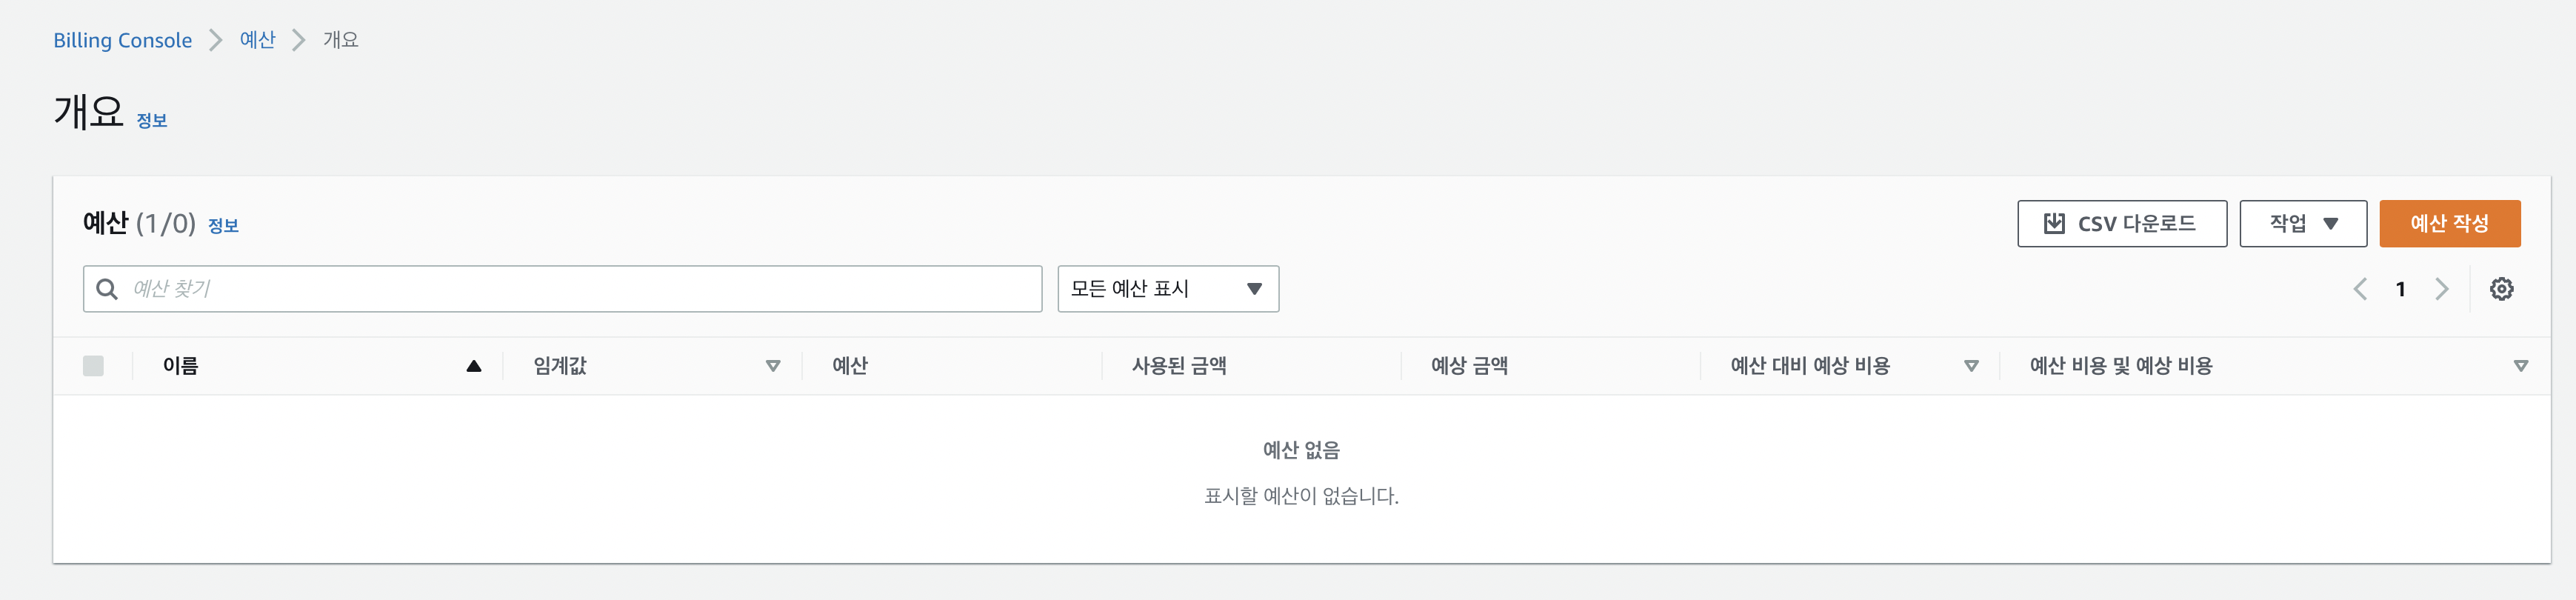 Billing Console 예산 개요
개요 정보
예산 (1/0) 정보
CSV 다운로드 작업 예산 작성
예산 찾기 모든 예산 표시 1
이름 임계값 예산 사용된 금액 예상 금액 예산 대비 예상 비용 예산 비용 및 예상 비용
예산 없음
표시할 예산이 없습니다.